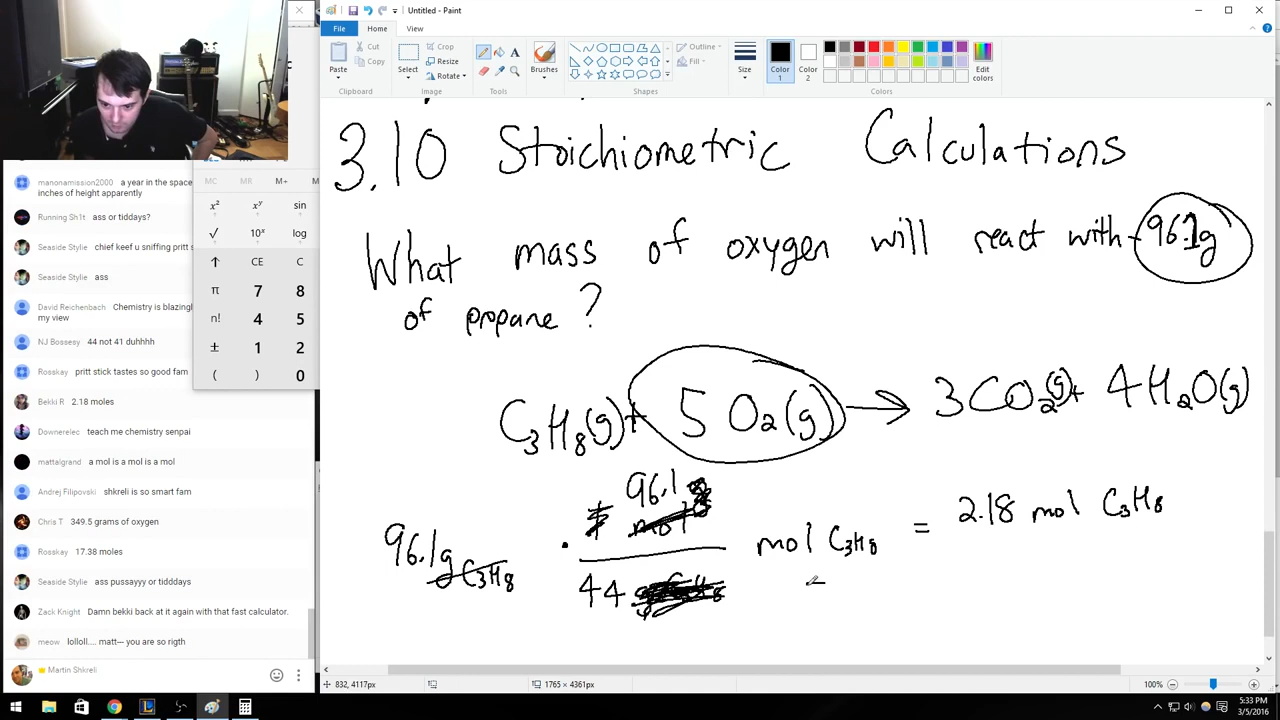 Untitled - Paint
File
Home
View
Paste
Cut
Copy
Clipboard
Select
Crop
Resize
Rotate
Image
Tools
Brushes
Shapes
Outline
Fill
Size
Color 1
Color 2
Colors
Edit colors
manonamission2000 a year in the space
inches of height apparently
Running Sh1t ass or tiddays?
Seaside Stylie chief keef u sniffing pritt s
Seaside Stylie ass
David Reichenbach Chemistry is blazingl
my view
NJ Bossesy 44 not 41 duhhhh
Rosskay pritt stick tastes so good fam
Bekki R 2.18 moles
Downerelec teach me chemistry senpai
mattalgrand a mol is a mol is a mol
Andrej Filipovski shkreli is so smart fam
Chris T 349.5 grams of oxygen
Rosskay 17.38 moles
Seaside Stylie ass pussayyy or tidddays
Zack Knight Damn bekki back at it again with that fast calculator.
meow lolloll.... matt--- you are so rigth
Martin Shkreli
MC MR M+ M
x² xʸ sin
√ 10ˣ log
↑ CE C
π 7 8
n! 4 5
± 1 2
( ) 0
3.10 Stoichiometric Calculations
What mass of oxygen will react with 96.1g
of propane ?
C₃H₈(g) + 5 O₂(g) → 3CO₂(g) + 4H₂O(g)
96.1g C₃H₈ · 96.1 / 44 mol C₃H₈ = 2.18 mol C₃H₈
832, 4117px
1765 × 4361px
100%
5:33 PM
3/5/2016